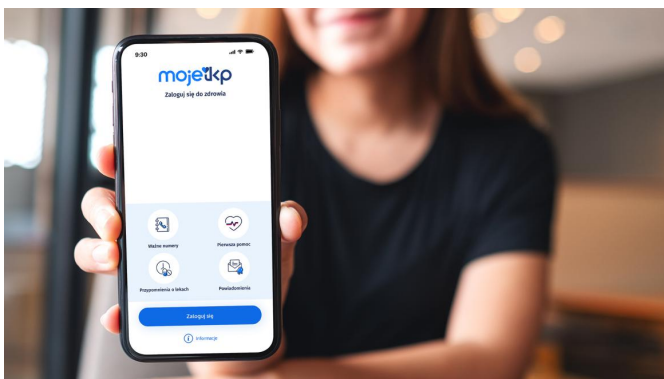 9:30
mojeikp
Zaloguj się do zdrowia
Ważne numery
Pierwsza pomoc
Przypomnienia o lekach
Powiadomienia
Zaloguj się
Informacje